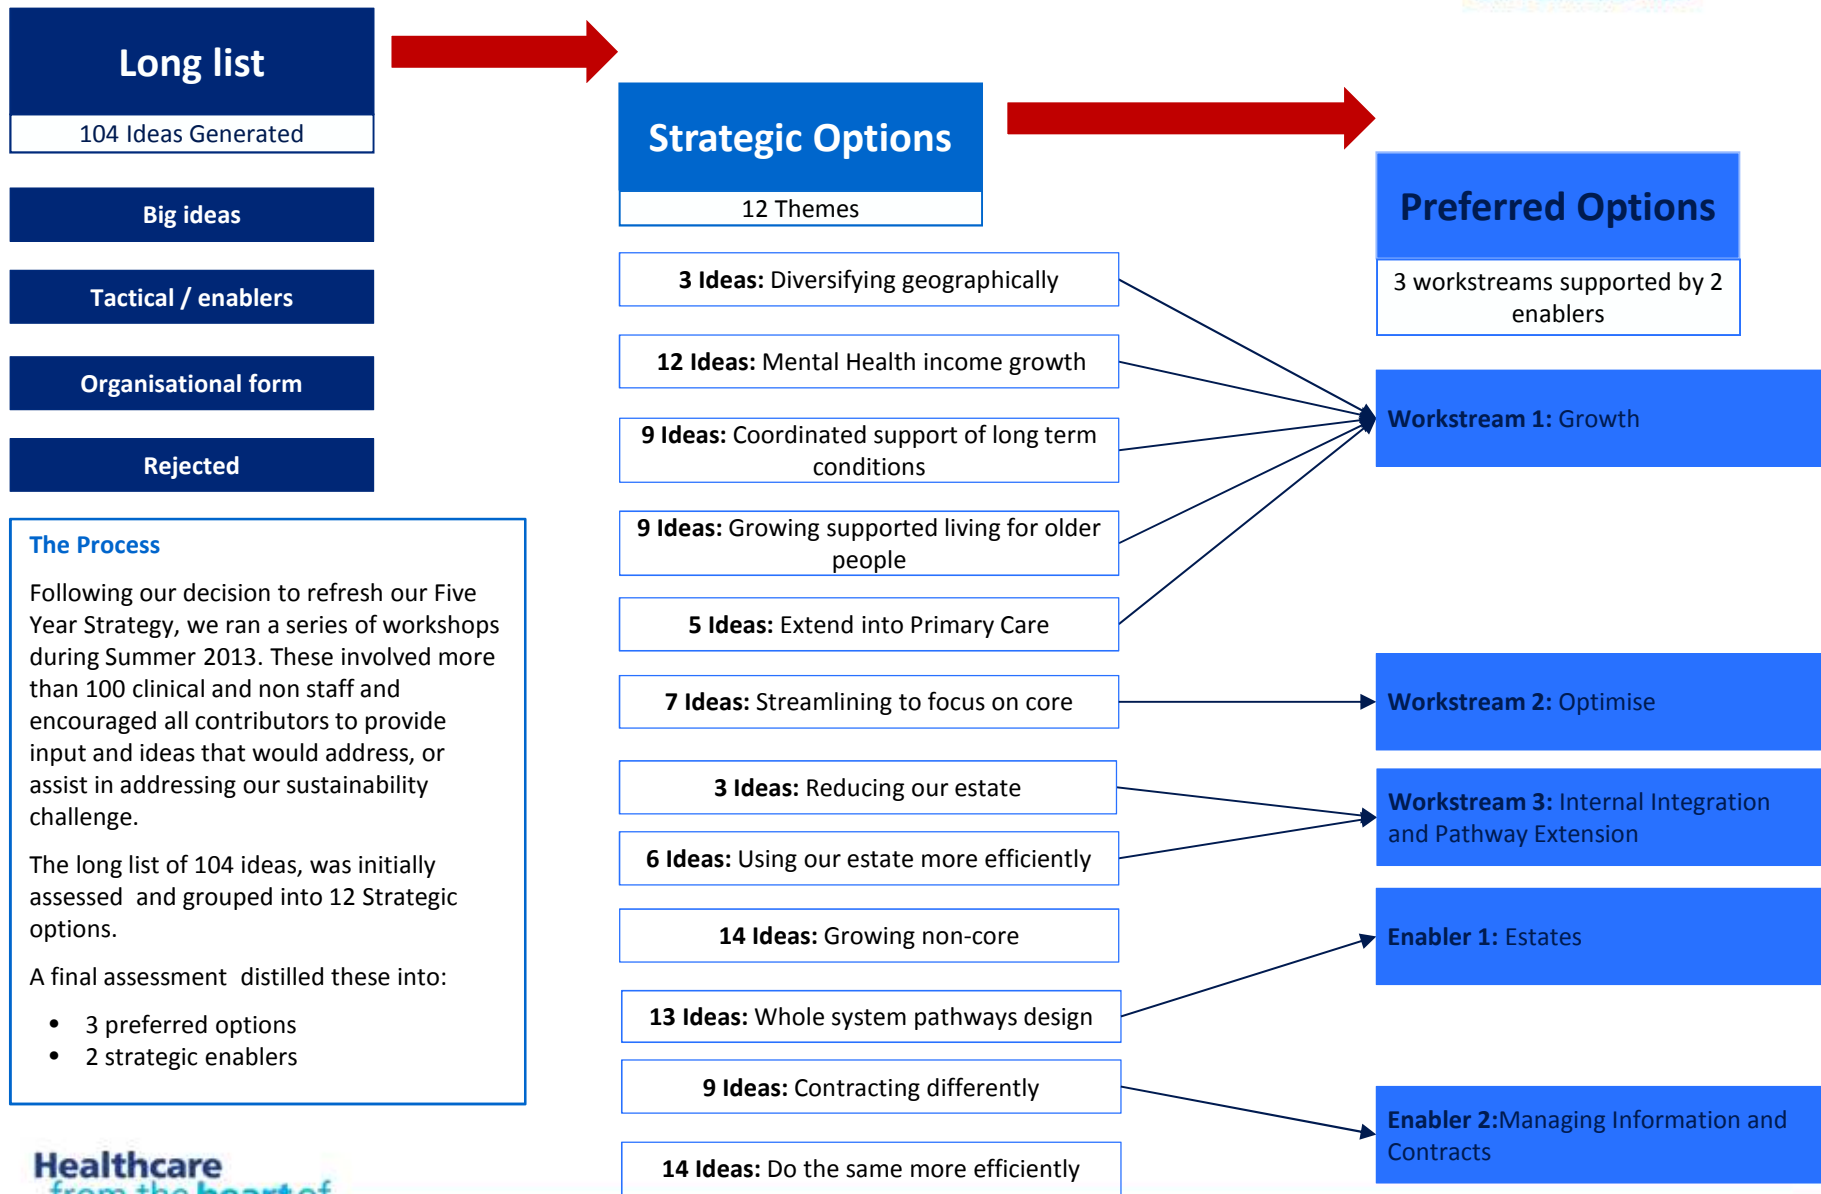 Long list
104 Ideas Generated
Big ideas
Tactical / enablers
Organisational form
Rejected
The Process
Following our decision to refresh our Five
Year Strategy, we ran a series of workshops
during Summer 2013. These involved more
than 100 clinical and non staff and
encouraged all contributors to provide
input and ideas that would address, or
assist in addressing our sustainability
challenge.
The long list of 104 ideas, was initially
assessed and grouped into 12 Strategic
options.
A final assessment distilled these into:
• 3 preferred options
• 2 strategic enablers
Healthcare
from the heart of
Strategic Options
12 Themes
3 Ideas: Diversifying geographically
12 Ideas: Mental Health income growth
9 Ideas: Coordinated support of long term
conditions
9 Ideas: Growing supported living for older
people
5 Ideas: Extend into Primary Care
7 Ideas: Streamlining to focus on core
3 Ideas: Reducing our estate
6 Ideas: Using our estate more efficiently
14 Ideas: Growing non-core
13 Ideas: Whole system pathways design
9 Ideas: Contracting differently
14 Ideas: Do the same more efficiently
Preferred Options
3 workstreams supported by 2
enablers
Workstream 1: Growth
Workstream 2: Optimise
Workstream 3: Internal Integration
and Pathway Extension
Enabler 1: Estates
Enabler 2:Managing Information and
Contracts